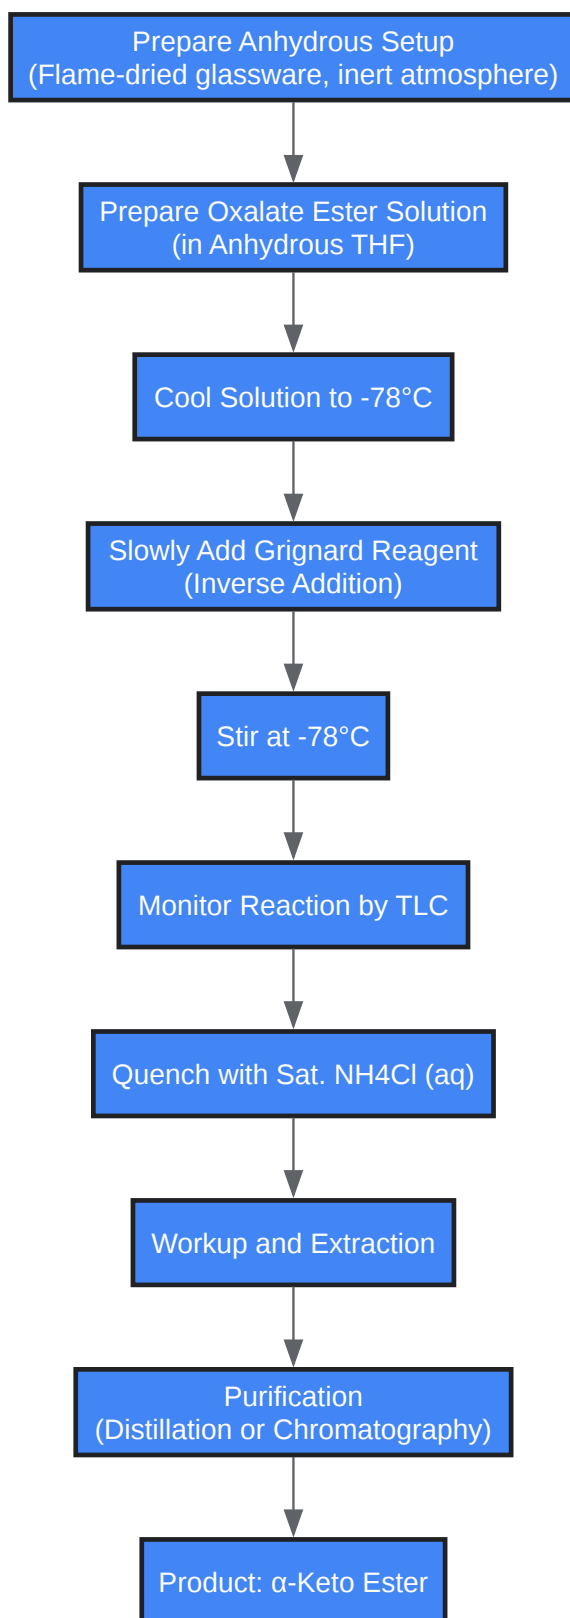 Prepare Anhydrous Setup
(Flame-dried glassware, inert atmosphere)
Prepare Oxalate Ester Solution
(in Anhydrous THF)
Cool Solution to -78°C
Slowly Add Grignard Reagent
(Inverse Addition)
Stir at -78°C
Monitor Reaction by TLC
Quench with Sat. NH4Cl (aq)
Workup and Extraction
Purification
(Distillation or Chromatography)
Product: α-Keto Ester